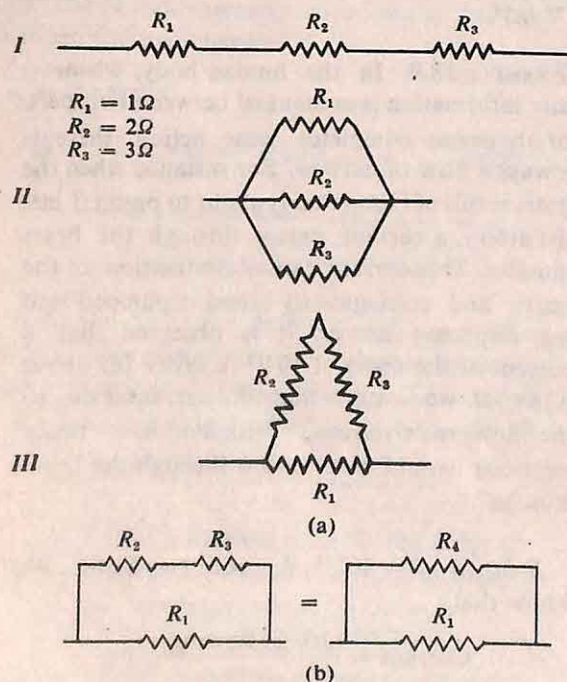 I
R₁ R₂ R₃
R₁ = 1Ω
R₂ = 2Ω
R₃ = 3Ω
R₁
II
R₂
R₃
R₂ R₃
III
R₁
(a)
R₂ R₃ R₄
=
R₁ R₁
(b)